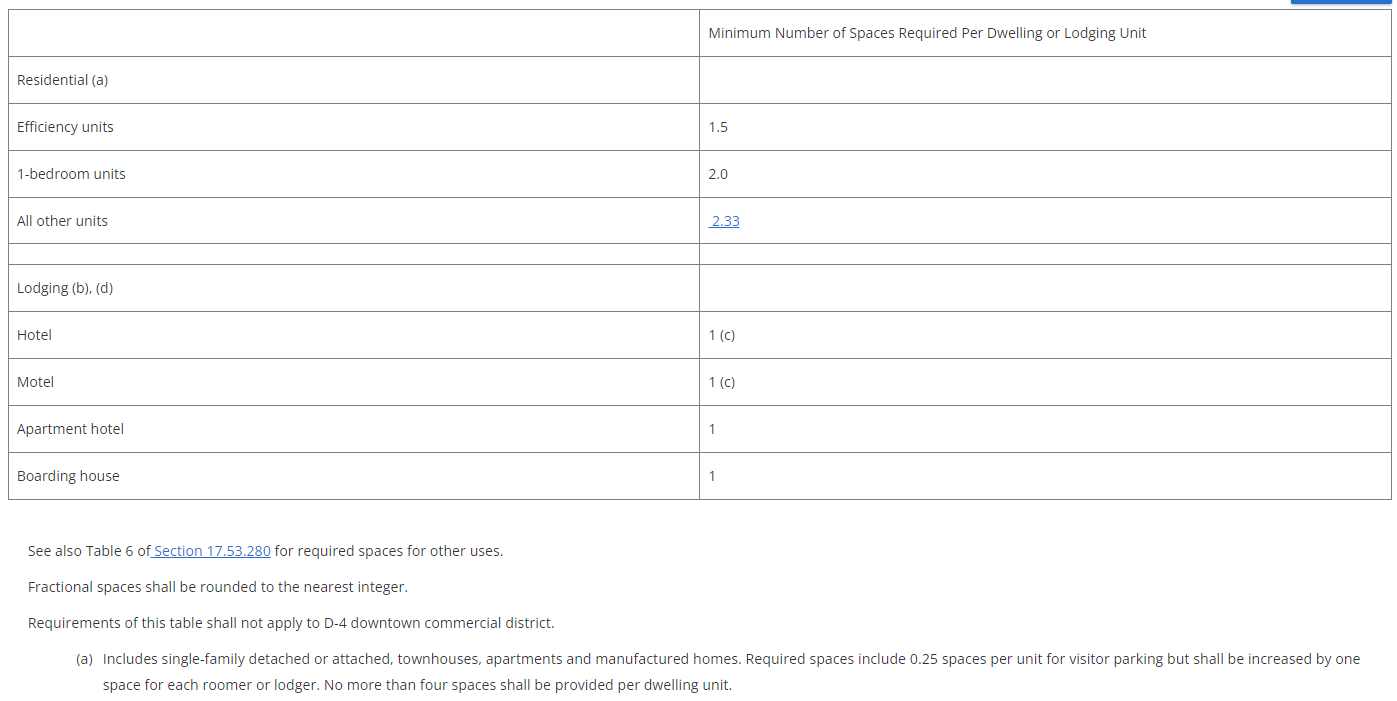 Minimum Number of Spaces Required Per Dwelling or Lodging Unit
Residential (a)
Efficiency units 1.5
1-bedroom units 2.0
All other units 2.33
Lodging (b), (d)
Hotel 1 (c)
Motel 1 (c)
Apartment hotel 1
Boarding house 1
See also Table 6 of Section 17.53.280 for required spaces for other uses.
Fractional spaces shall be rounded to the nearest integer.
Requirements of this table shall not apply to D-4 downtown commercial district.
(a) Includes single-family detached or attached, townhouses, apartments and manufactured homes. Required spaces include 0.25 spaces per unit for visitor parking but shall be increased by one
space for each roomer or lodger. No more than four spaces shall be provided per dwelling unit.